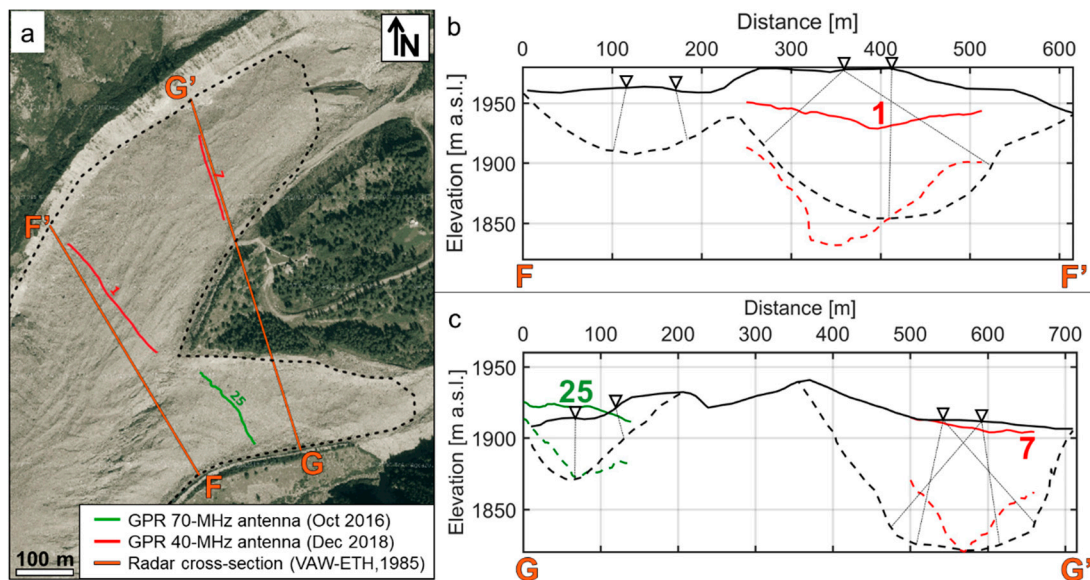 a
N
G'
7
F'
1
25
G
F
GPR 70-MHz antenna (Oct 2016)
GPR 40-MHz antenna (Dec 2018)
Radar cross-section (VAW-ETH,1985)
100 m
b
Distance [m]
0 100 200 300 400 500 600
Elevation [m a.s.l.]
1950
1900
1850
1
F F'
c
Distance [m]
0 100 200 300 400 500 600 700
Elevation [m a.s.l.]
1950
1900
1850
25
7
G G'